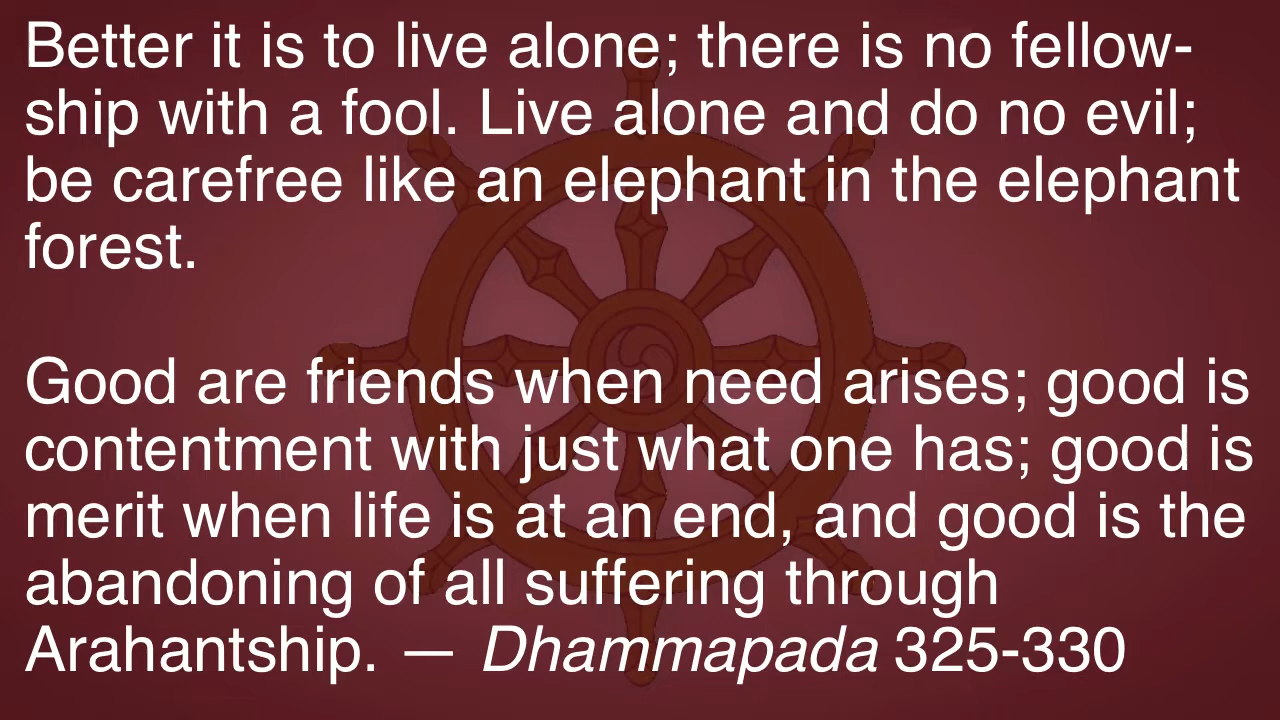 Better it is to live alone; there is no fellow-
ship with a fool. Live alone and do no evil;
be carefree like an elephant in the elephant
forest.
Good are friends when need arises; good is
contentment with just what one has; good is
merit when life is at an end, and good is the
abandoning of all suffering through
Arahantship. — Dhammapada 325-330